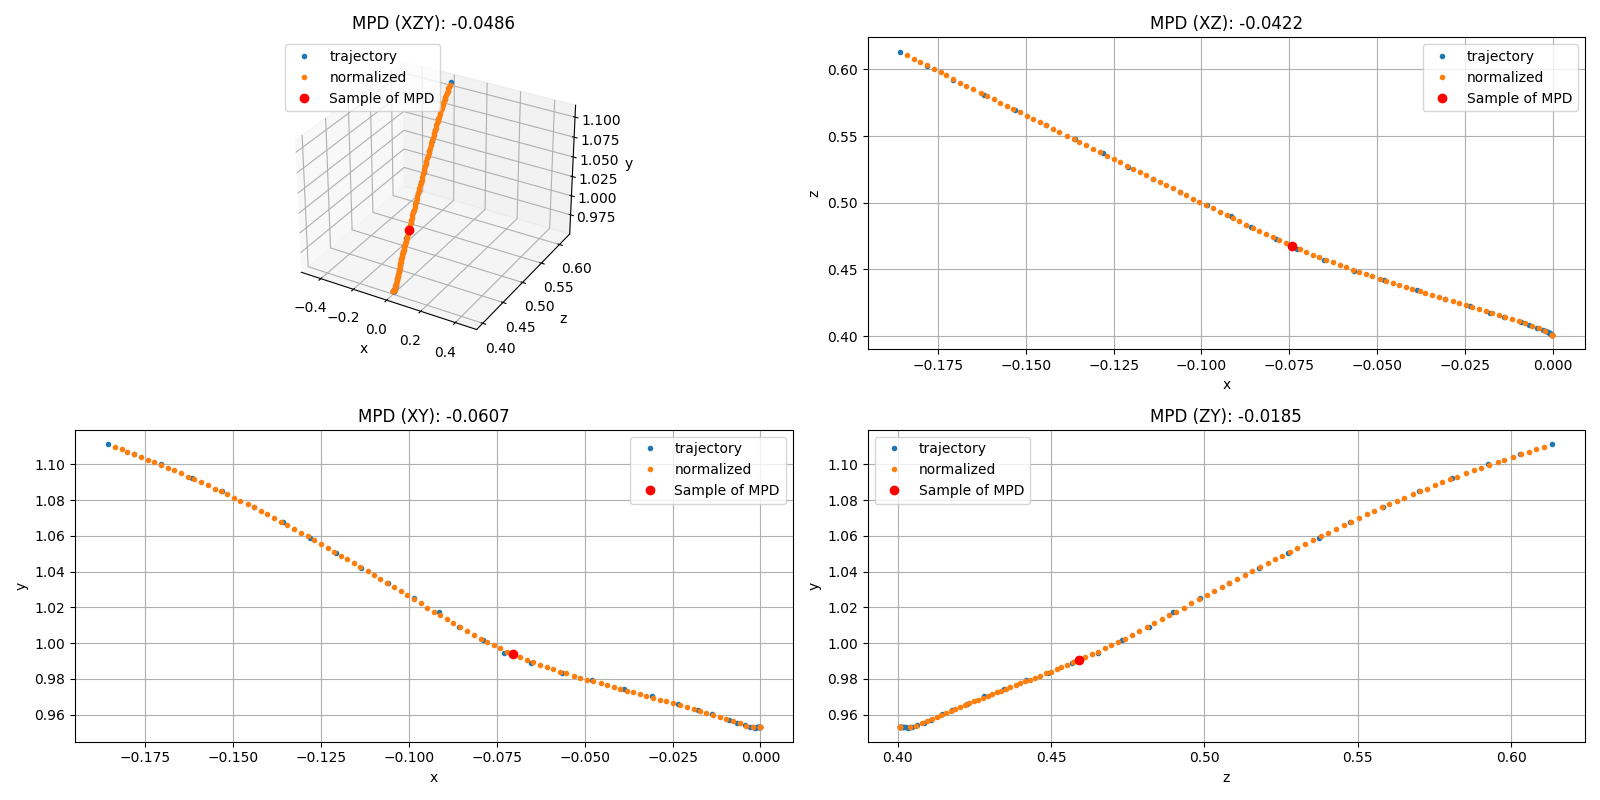 MPD (XZY): -0.0486
trajectory
normalized
Sample of MPD
1.100
1.075
1.050
1.025
1.000
0.975
y
0.60
0.55
0.50
0.45
0.40
z
−0.4
−0.2
0.0
0.2
0.4
x
MPD (XZ): -0.0422
trajectory
normalized
Sample of MPD
0.60
0.55
0.50
0.45
0.40
z
−0.175 −0.150 −0.125 −0.100 −0.075 −0.050 −0.025 0.000
x
MPD (XY): -0.0607
trajectory
normalized
Sample of MPD
1.10
1.08
1.06
1.04
1.02
1.00
0.98
0.96
y
−0.175 −0.150 −0.125 −0.100 −0.075 −0.050 −0.025 0.000
x
MPD (ZY): -0.0185
trajectory
normalized
Sample of MPD
1.10
1.08
1.06
1.04
1.02
1.00
0.98
0.96
y
0.40 0.45 0.50 0.55 0.60
z